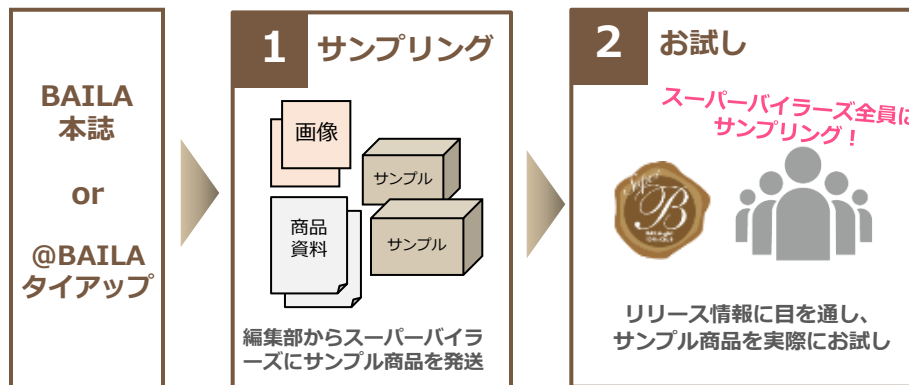 BAILA
本誌
or
@BAILA
タイアップ
1 サンプリング
画像
サンプル
商品
資料
サンプル
編集部からスーパーバイラ
ーズにサンプル商品を発送
2 お試し
スーパーバイラーズ全員に
サンプリング！
Super
B
リリース情報に目を通し、
サンプル商品を実際にお試し